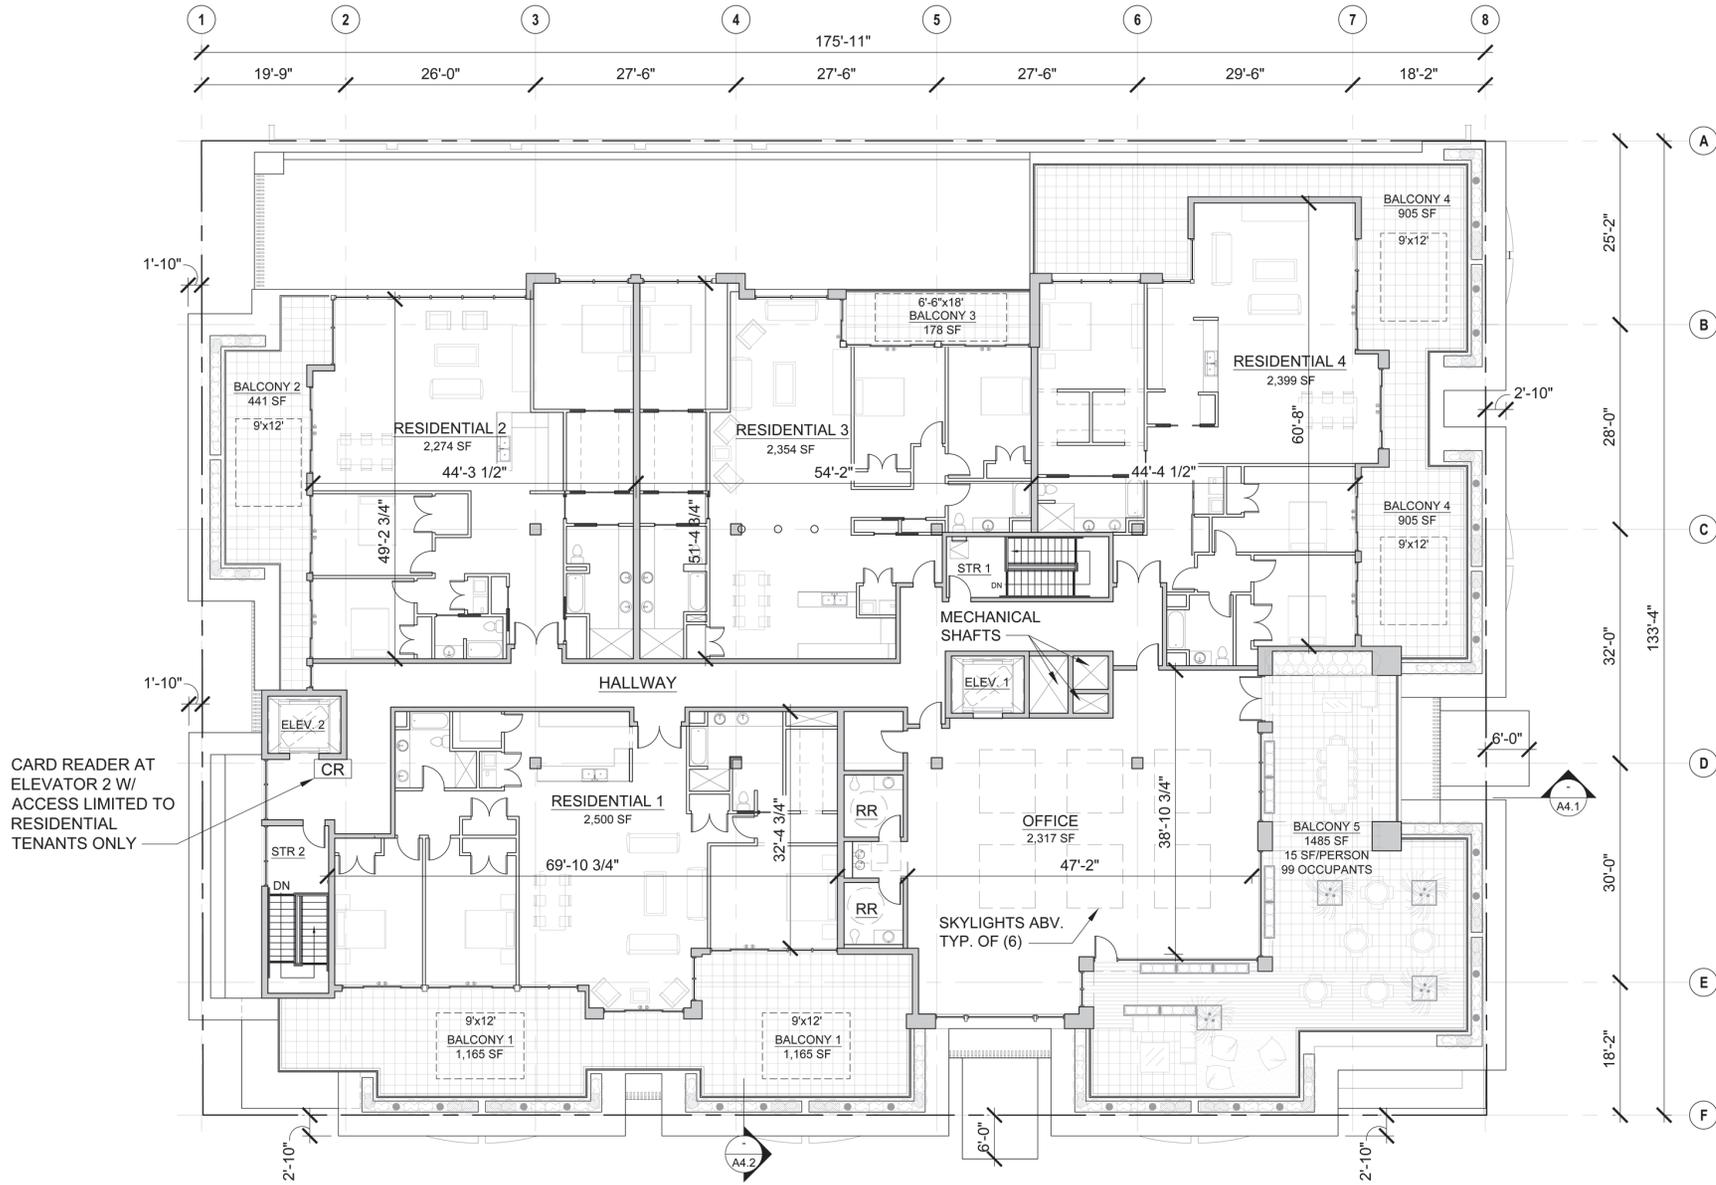 1 2 3 4 5 6 7 8
175'-11"
19'-9" 26'-0" 27'-6" 27'-6" 27'-6" 29'-6" 18'-2"
A
BALCONY 4
905 SF
9'x12'
25'-2"
1'-10"
6'-6"x18'
BALCONY 3
178 SF
B
RESIDENTIAL 4
2,399 SF
60'-8"
2'-10"
BALCONY 2
441 SF
9'x12'
RESIDENTIAL 2
2,274 SF
RESIDENTIAL 3
2,354 SF
28'-0"
44'-3 1/2"
54'-2"
44'-4 1/2"
49'-2 3/4"
51'-4 3/4"
BALCONY 4
905 SF
9'x12'
C
STR 1
DN
MECHANICAL
SHAFTS
32'-0"
133'-4"
HALLWAY
ELEV. 1
1'-10"
ELEV. 2
CR
CARD READER AT
ELEVATOR 2 W/
ACCESS LIMITED TO
RESIDENTIAL
TENANTS ONLY
6'-0"
D
-
A4.1
RESIDENTIAL 1
2,500 SF
32'-4 3/4"
RR
OFFICE
2,317 SF
38'-10 3/4"
BALCONY 5
1485 SF
15 SF/PERSON
99 OCCUPANTS
STR 2
DN
69'-10 3/4"
47'-2"
30'-0"
RR
SKYLIGHTS ABV.
TYP. OF (6)
E
9'x12'
BALCONY 1
1,165 SF
9'x12'
BALCONY 1
1,165 SF
18'-2"
F
2'-10"
-
A4.2
6'-0"
2'-10"